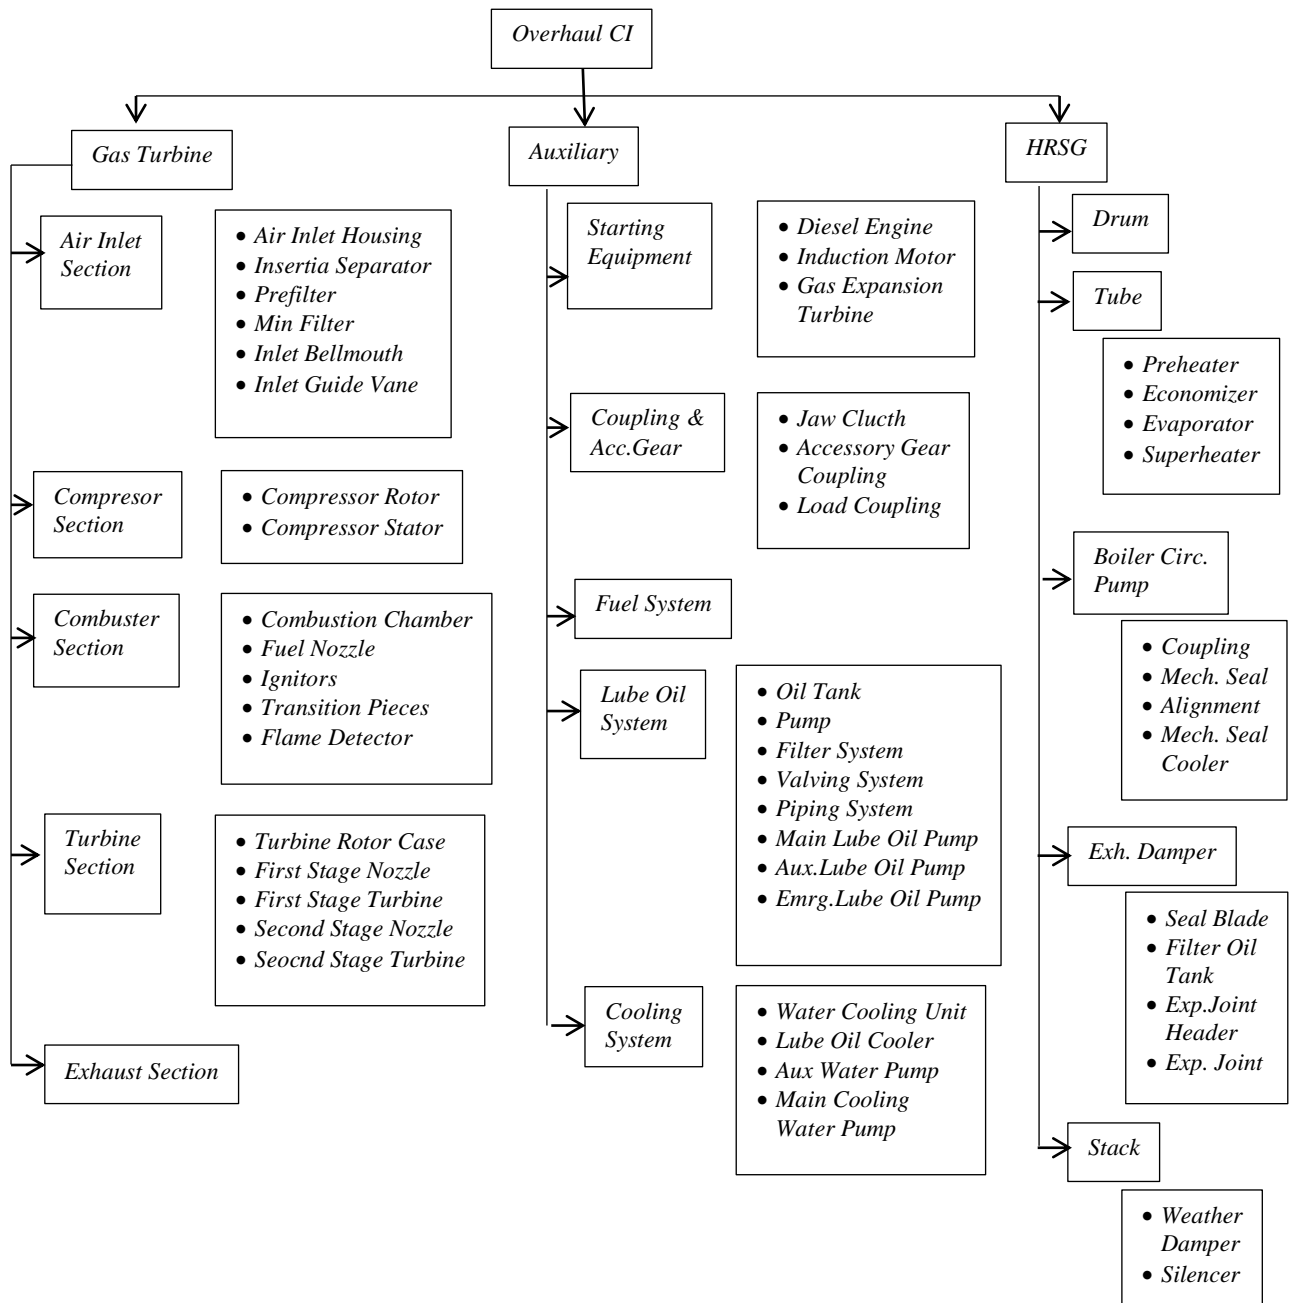 Overhaul CI
Gas Turbine
Air Inlet
Section
• Air Inlet Housing
• Insertia Separator
• Prefilter
• Min Filter
• Inlet Bellmouth
• Inlet Guide Vane
Compresor
Section
• Compressor Rotor
• Compressor Stator
Combuster
Section
• Combustion Chamber
• Fuel Nozzle
• Ignitors
• Transition Pieces
• Flame Detector
Turbine
Section
• Turbine Rotor Case
• First Stage Nozzle
• First Stage Turbine
• Second Stage Nozzle
• Seocnd Stage Turbine
Exhaust Section
Auxiliary
Starting
Equipment
• Diesel Engine
• Induction Motor
• Gas Expansion
Turbine
Coupling &
Acc.Gear
• Jaw Clucth
• Accessory Gear
Coupling
• Load Coupling
Fuel System
Lube Oil
System
• Oil Tank
• Pump
• Filter System
• Valving System
• Piping System
• Main Lube Oil Pump
• Aux.Lube Oil Pump
• Emrg.Lube Oil Pump
Cooling
System
• Water Cooling Unit
• Lube Oil Cooler
• Aux Water Pump
• Main Cooling
Water Pump
HRSG
Drum
Tube
• Preheater
• Economizer
• Evaporator
• Superheater
Boiler Circ.
Pump
• Coupling
• Mech. Seal
• Alignment
• Mech. Seal
Cooler
Exh. Damper
• Seal Blade
• Filter Oil
Tank
• Exp.Joint
Header
• Exp. Joint
Stack
• Weather
Damper
• Silencer